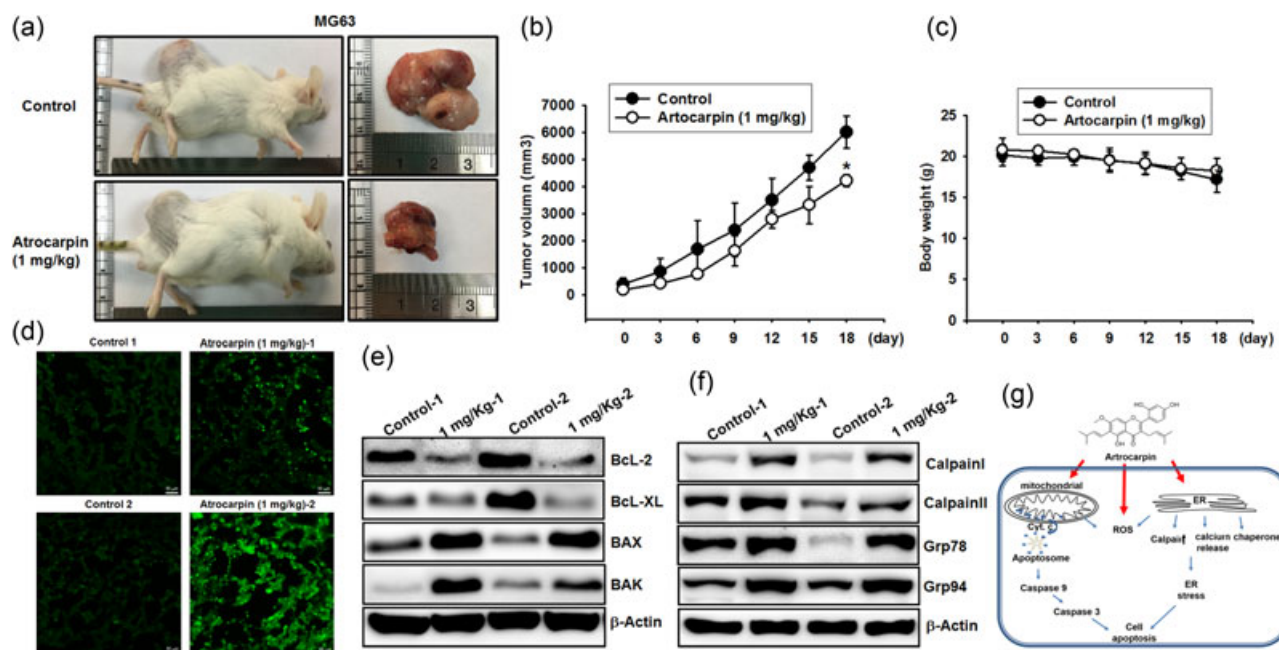 (a)
MG63
Control
Atrocarpin
(1 mg/kg)
1 2 3
1 2 3
(b)
Control
Artocarpin (1 mg/kg)
Tumor volumn (mm3)
7000
6000
5000
4000
3000
2000
1000
0
*
0 3 6 9 12 15 18 (day)
(c)
Control
Artocarpin (1 mg/kg)
Body weight (g)
30
25
20
15
10
5
0
0 3 6 9 12 15 18 (day)
(d)
Control 1
Atrocarpin (1 mg/kg)-1
Control 2
Atrocarpin (1 mg/kg)-2
(e)
Control-1
1 mg/Kg-1
Control-2
1 mg/Kg-2
BcL-2
BcL-XL
BAX
BAK
β-Actin
(f)
Control-1
1 mg/Kg-1
Control-2
1 mg/Kg-2
CalpainI
CalpainII
Grp78
Grp94
β-Actin
(g)
Artrocarpin
mitochondrial
ER
Cyt. c
ROS
calcium
release
chaperone
Apoptosome
Caspase 9
ER
stress
Caspase 3
Cell
apoptosis